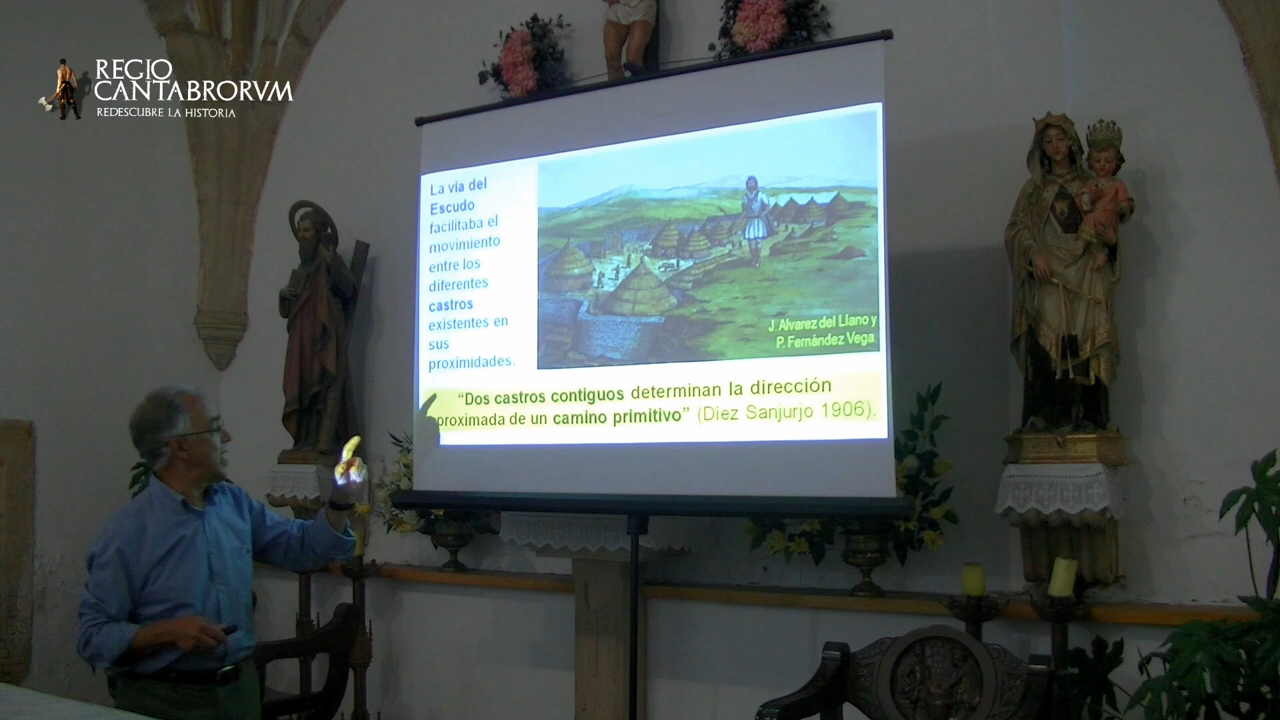 REGIO
CANTABRORVM
REDESCUBRE LA HISTORIA
La vía del
Escudo
facilitaba el
movimiento
entre los
diferentes
castros
existentes en
sus
proximidades.
J. Alvarez del Llano y
P. Fernández Vega.
“Dos castros contiguos determinan la dirección
proximada de un camino primitivo” (Diez Sanjurjo 1906).